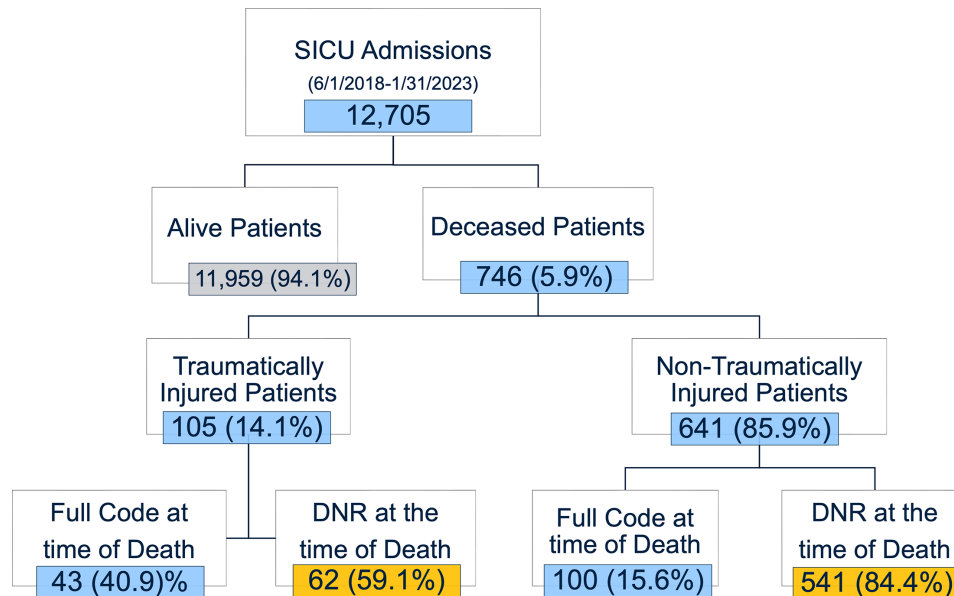 SICU Admissions
(6/1/2018-1/31/2023)
12,705
Alive Patients
11,959 (94.1%)
Deceased Patients
746 (5.9%)
Traumatically
Injured Patients
105 (14.1%)
Non-Traumatically
Injured Patients
641 (85.9%)
Full Code at
time of Death
43 (40.9)%
DNR at the
time of Death
62 (59.1%)
Full Code at
time of Death
100 (15.6%)
DNR at the
time of Death
541 (84.4%)